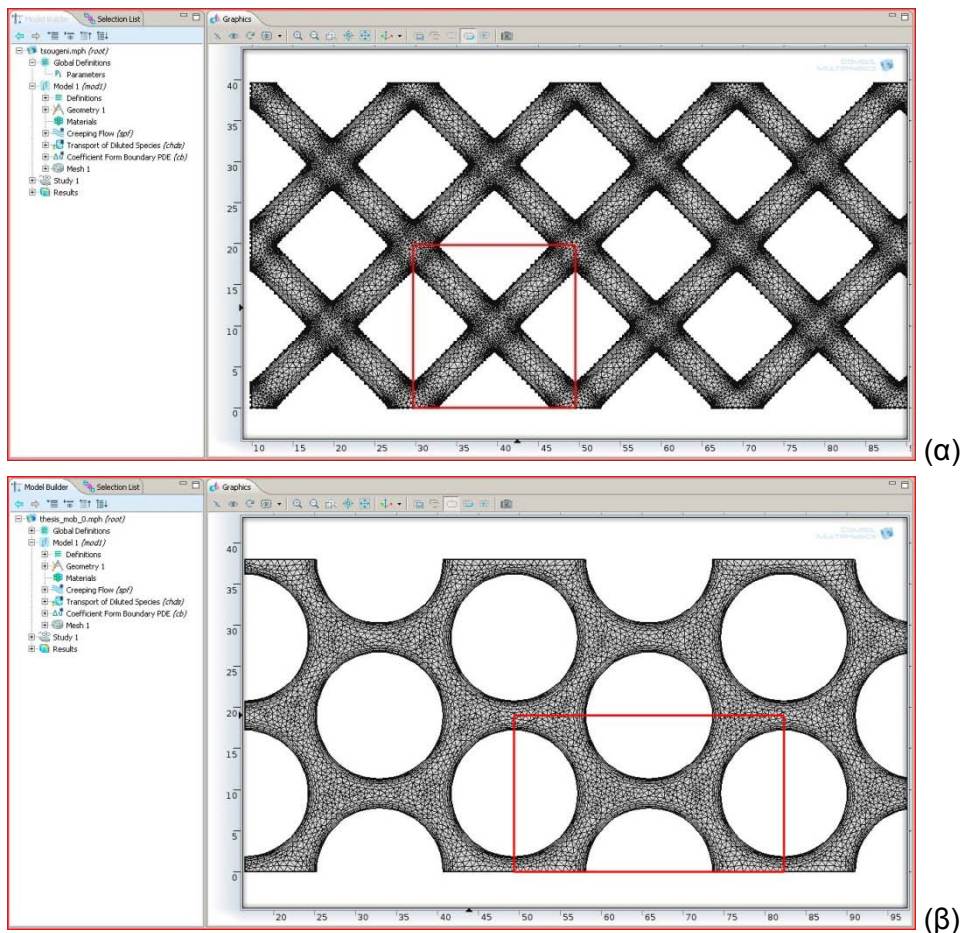 Model Builder Selection List
tsougeni.mph (root)
Global Definitions
Parameters
Model 1 (mod1)
Definitions
Geometry 1
Materials
Creeping Flow (spf)
Transport of Diluted Species (chds)
Coefficient Form Boundary PDE (cb)
Mesh 1
Study 1
Results
Graphics
COMSOL
MULTIPHYSICS
40
35
30
25
20
15
10
5
0
10 15 20 25 30 35 40 45 50 55 60 65 70 75 80 85
(α)
Model Builder Selection List
thesis_mob_0.mph (root)
Global Definitions
Model 1 (mod1)
Definitions
Geometry 1
Materials
Creeping Flow (spf)
Transport of Diluted Species (chds)
Coefficient Form Boundary PDE (cb)
Mesh 1
Study 1
Results
Graphics
COMSOL
MULTIPHYSICS
40
35
30
25
20
15
10
5
0
20 25 30 35 40 45 50 55 60 65 70 75 80 85 90 95
(β)